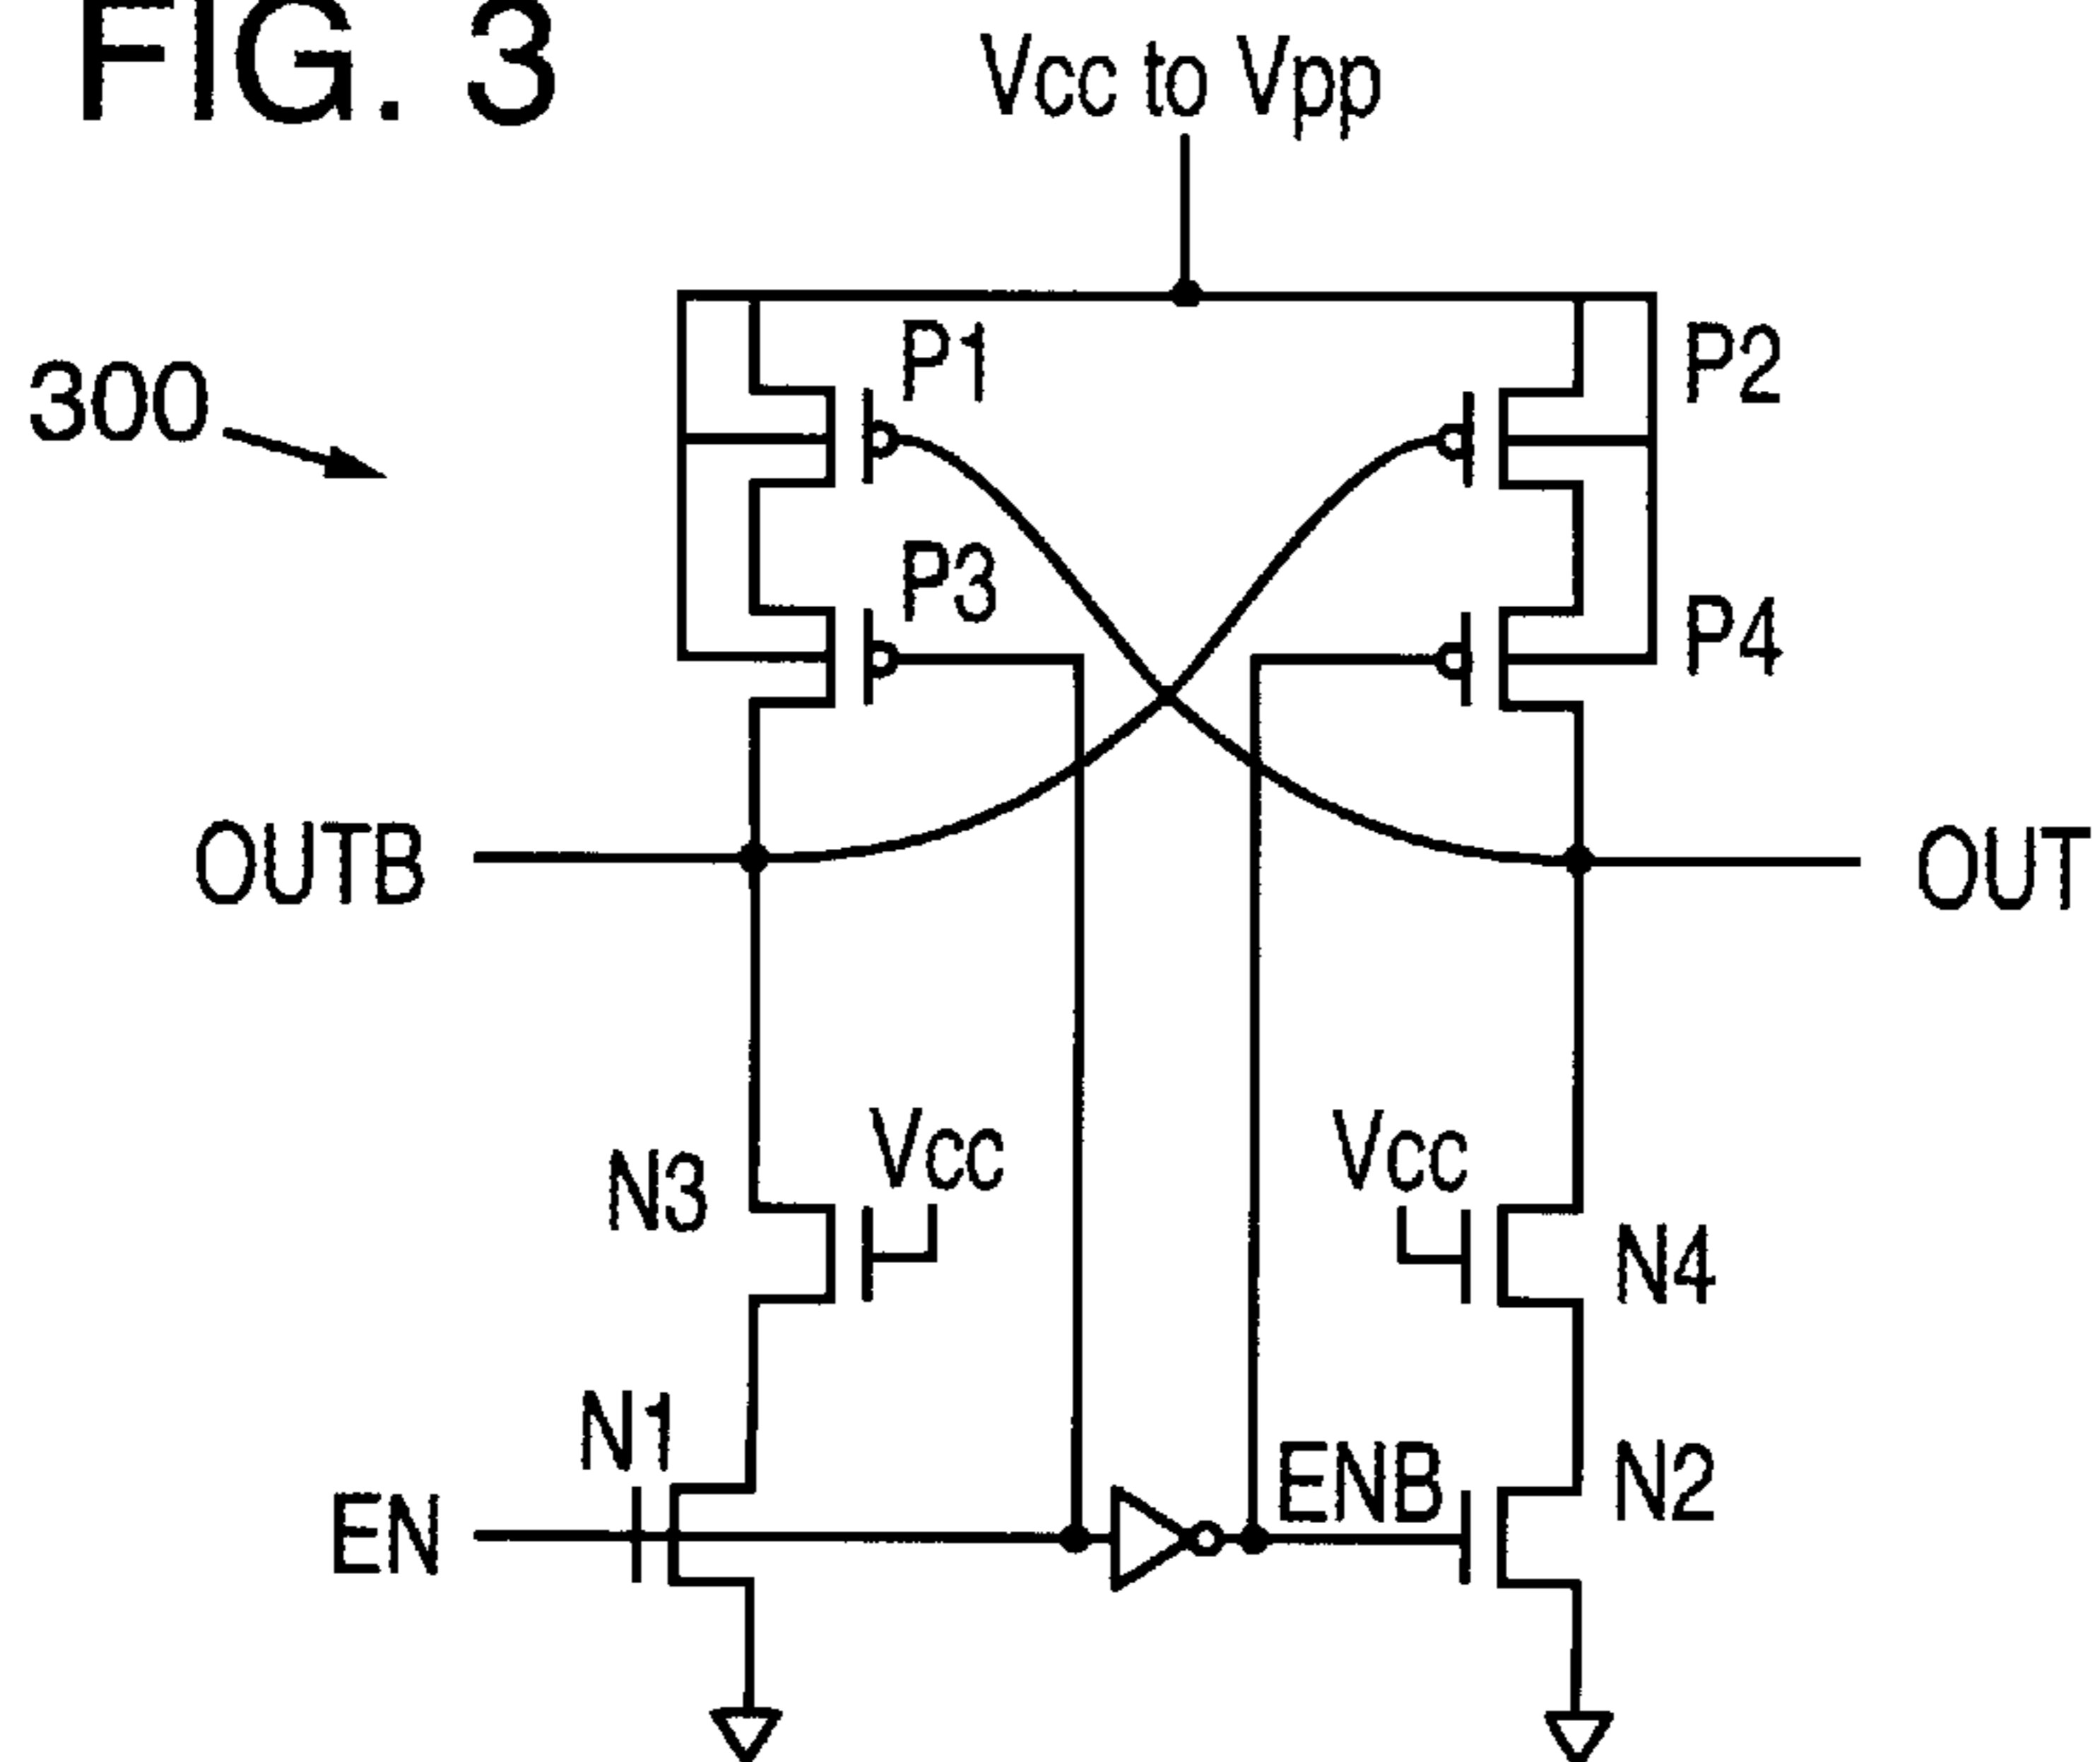 FIG. 3
Vcc to Vpp
P1
P2
300
P3
P4
OUTB
OUT
Vcc
Vcc
N3
N4
N1
ENB
N2
EN